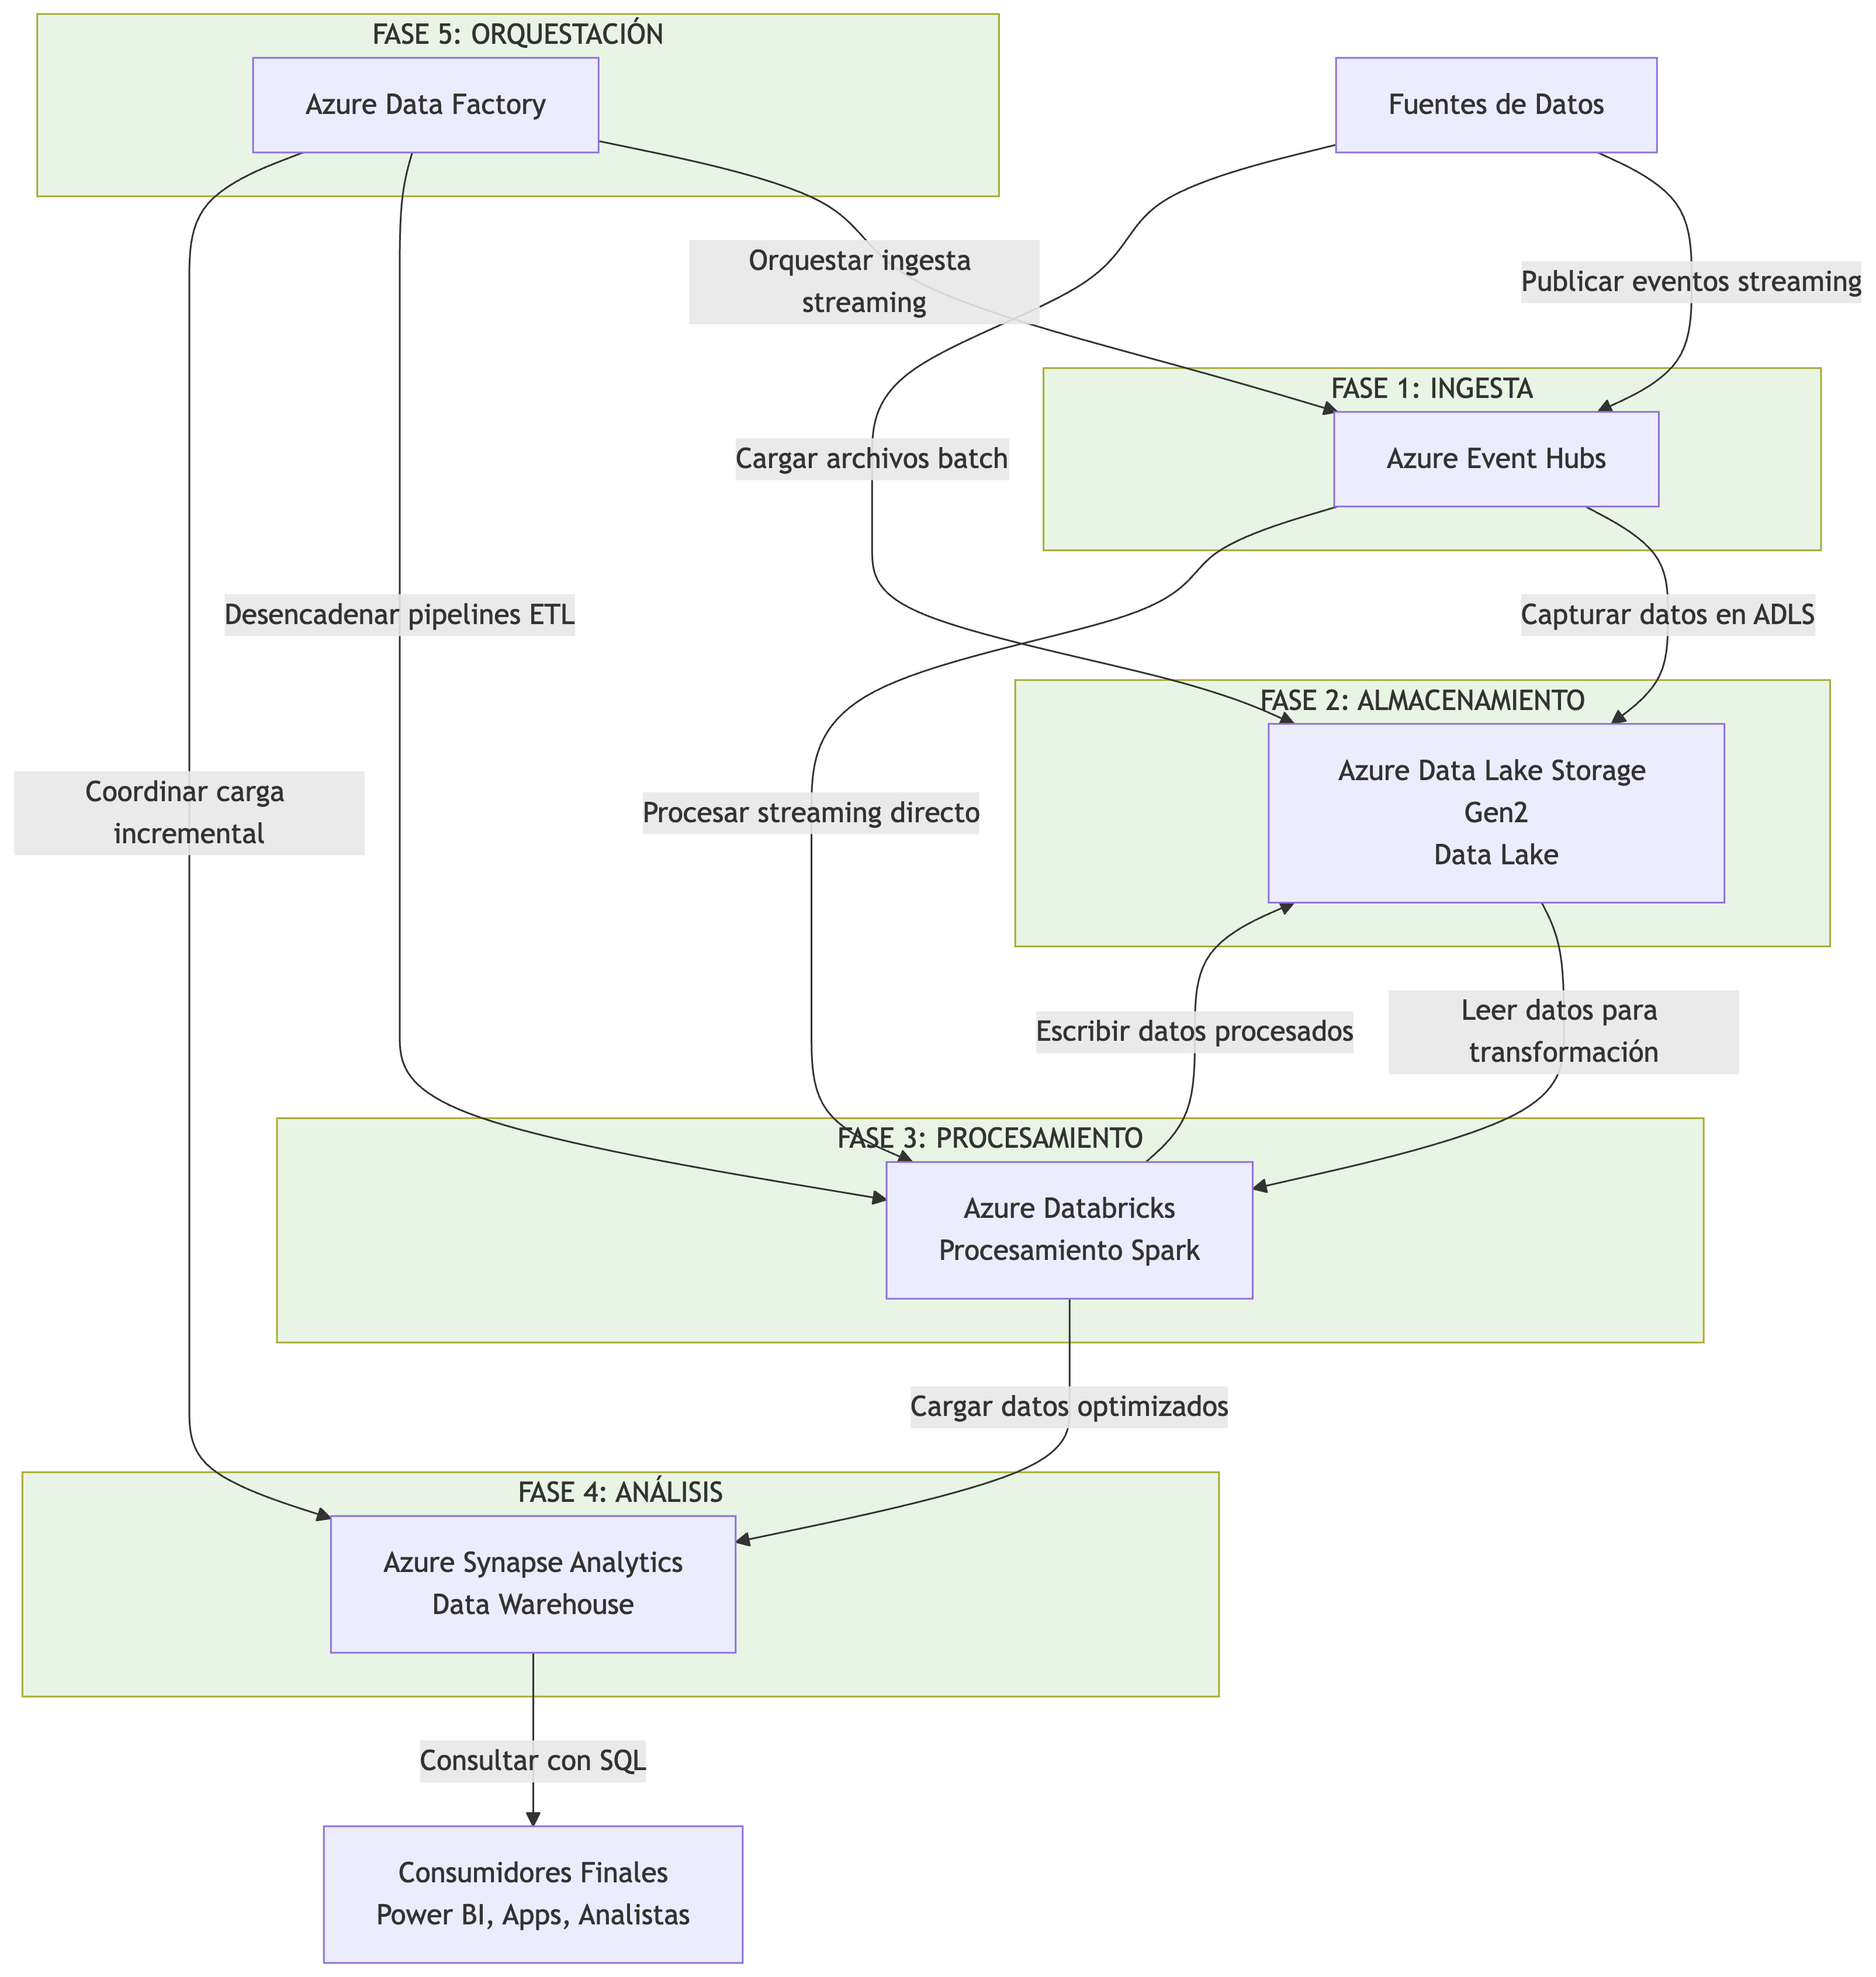 FASE 5: ORQUESTACIÓN
Azure Data Factory
Fuentes de Datos
Orquestar ingesta
streaming
Publicar eventos streaming
FASE 1: INGESTA
Azure Event Hubs
Cargar archivos batch
Desencadenar pipelines ETL
Capturar datos en ADLS
FASE 2: ALMACENAMIENTO
Azure Data Lake Storage
Gen2
Data Lake
Coordinar carga
incremental
Procesar streaming directo
Escribir datos procesados
Leer datos para
transformación
FASE 3: PROCESAMIENTO
Azure Databricks
Procesamiento Spark
Cargar datos optimizados
FASE 4: ANÁLISIS
Azure Synapse Analytics
Data Warehouse
Consultar con SQL
Consumidores Finales
Power BI, Apps, Analistas